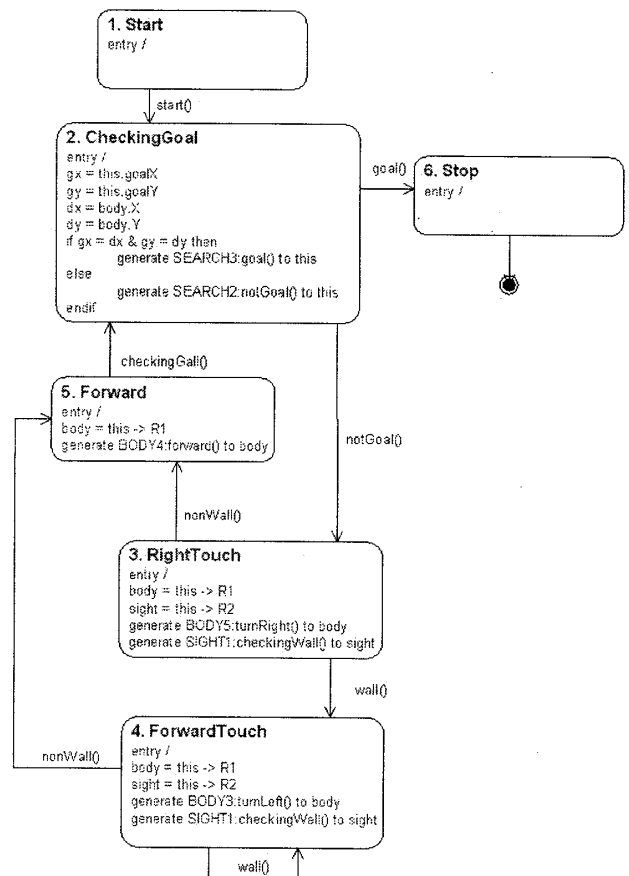 1. Start
entry /
start()
2. CheckingGoal
entry /
gx = this.goalX
gy = this.goalY
dx = body.X
dy = body.Y
if gx = dx & gy = dy then
generate SEARCH3:goal() to this
else
generate SEARCH2:notGoal() to this
endif
goal()
6. Stop
entry /
checkingGall()
5. Forward
entry /
body = this -> R1
generate BODY4:forward() to body
notGoal()
nonWall()
3. RightTouch
entry /
body = this -> R1
sight = this -> R2
generate BODY5:turnRight() to body
generate SIGHT1:checkingWall() to sight
wall()
4. ForwardTouch
entry /
body = this -> R1
sight = this -> R2
generate BODY3:turnLeft() to body
generate SIGHT1:checkingWall() to sight
nonWall()
wall()